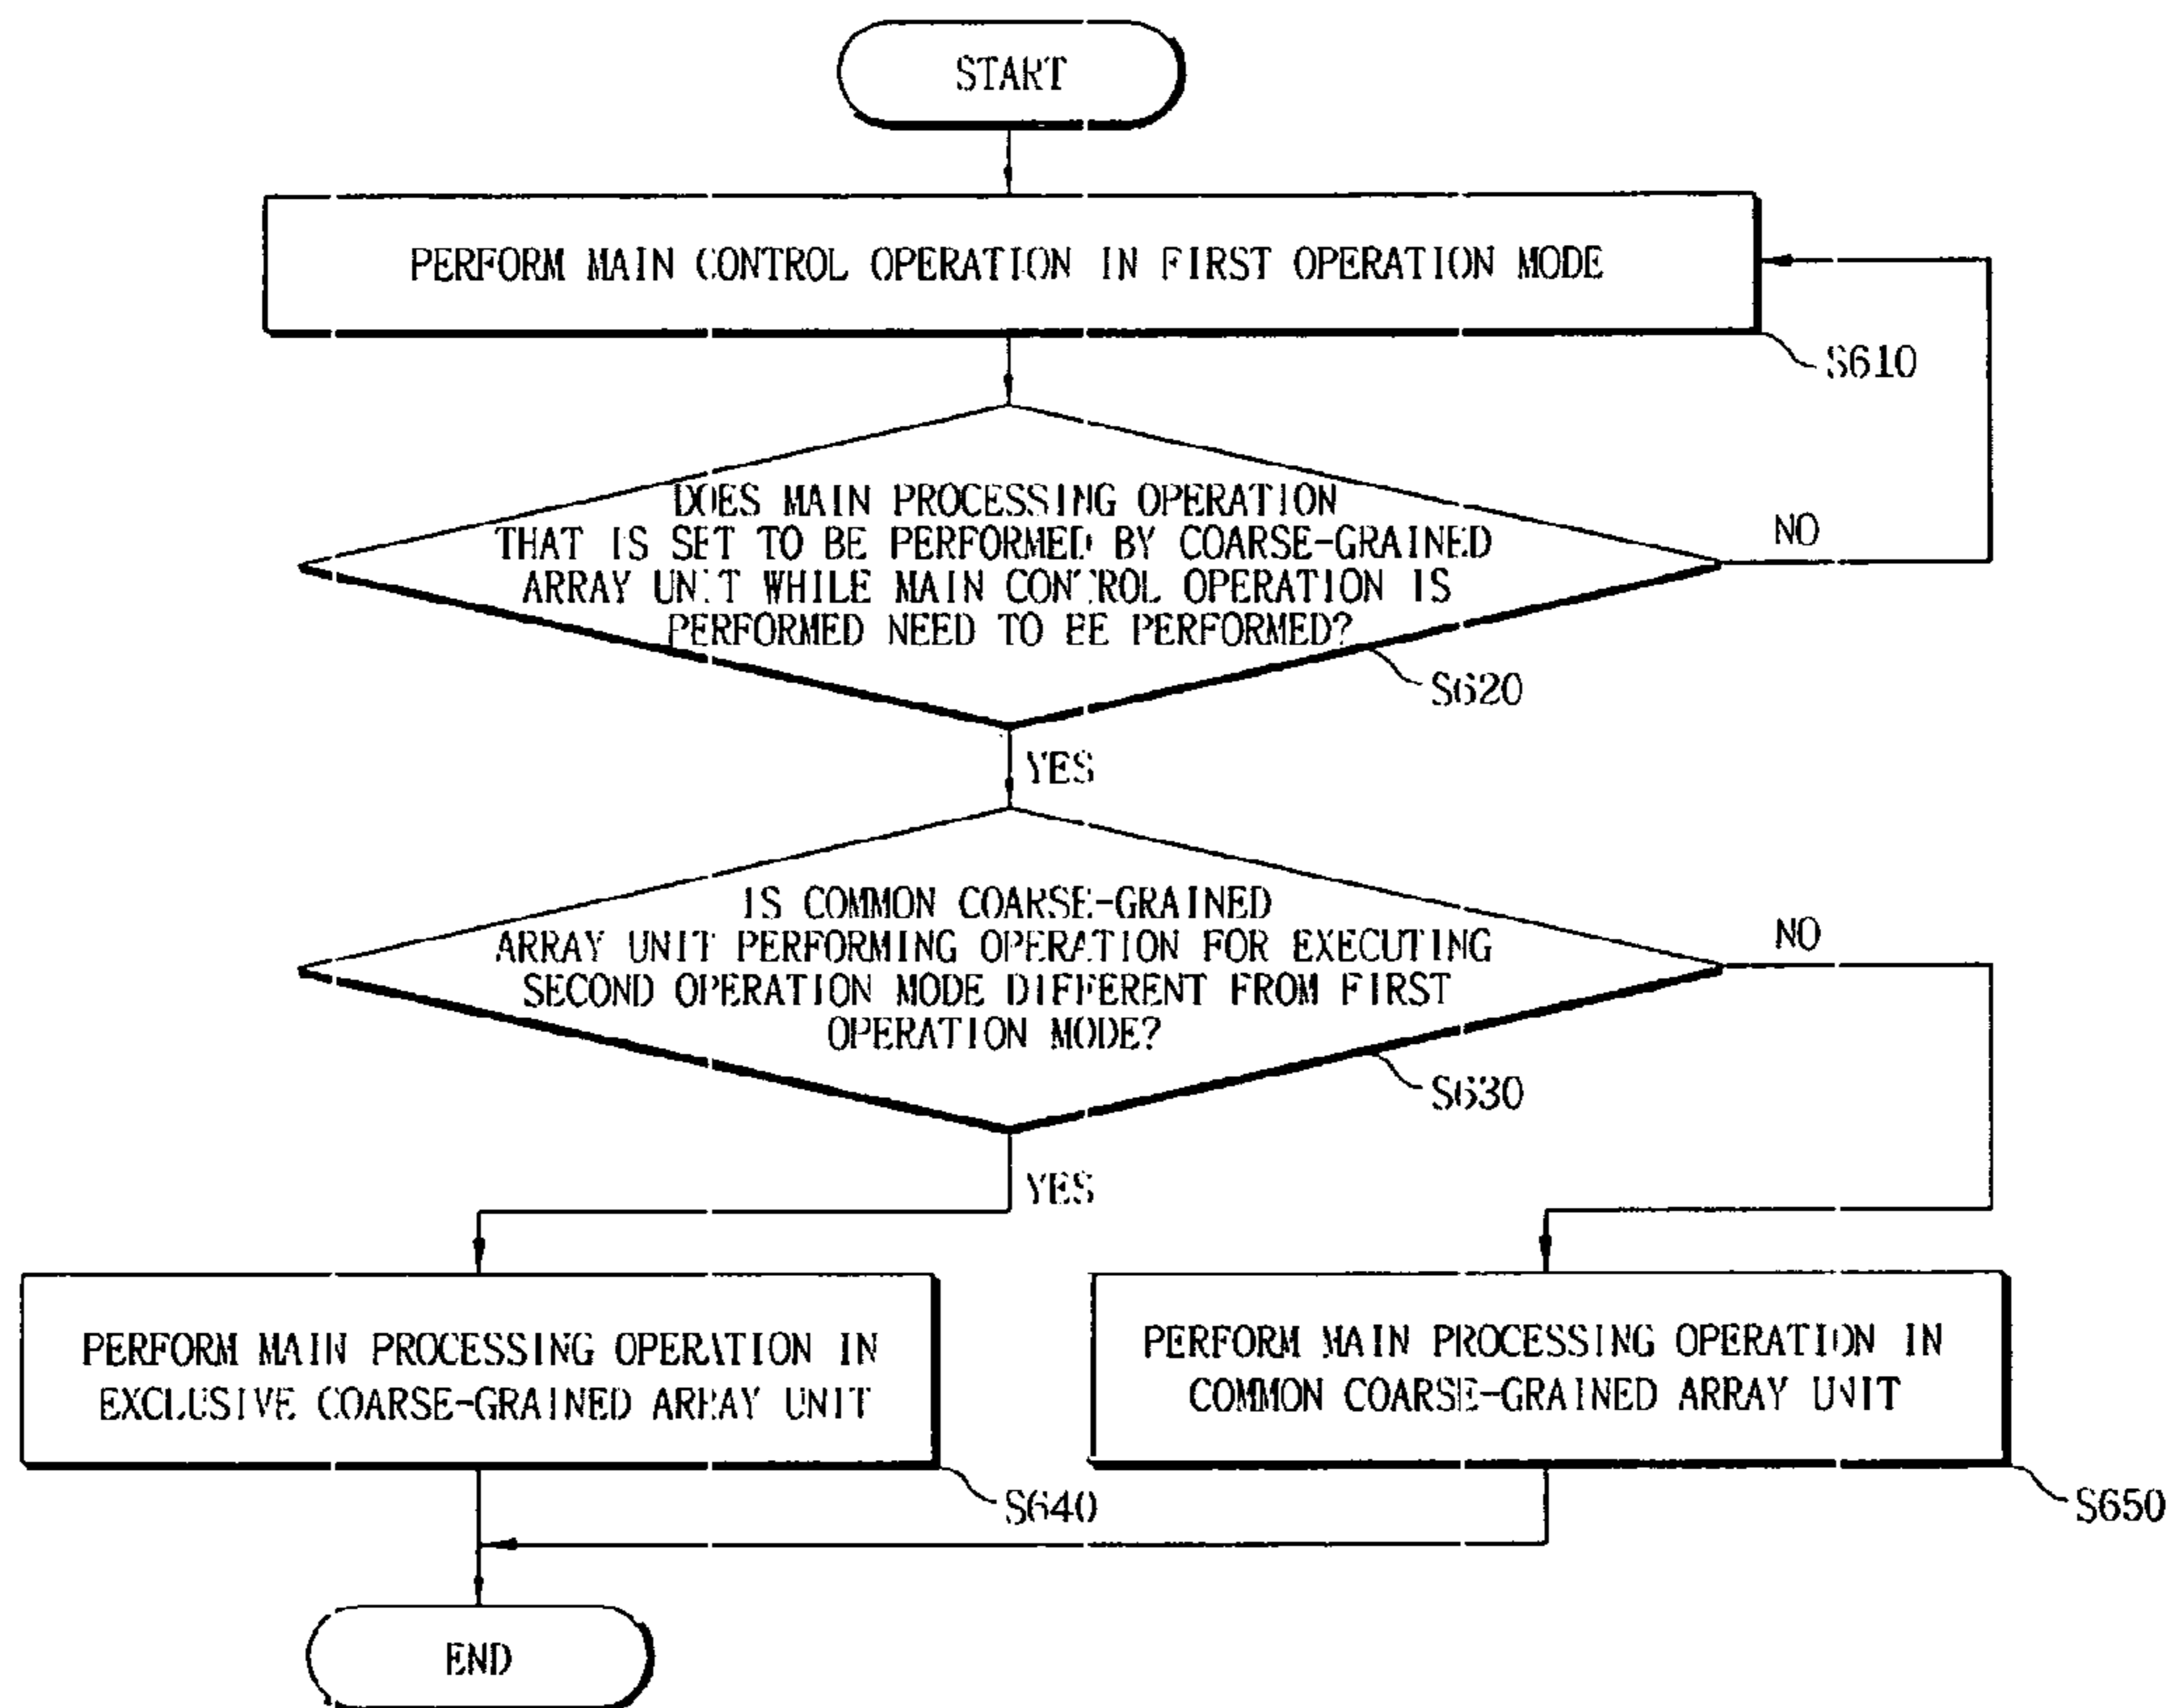 START
PERFORM MAIN CONTROL OPERATION IN FIRST OPERATION MODE
S610
DOES MAIN PROCESSING OPERATION
THAT IS SET TO BE PERFORMED BY COARSE-GRAINED
ARRAY UNIT WHILE MAIN CONTROL OPERATION IS
PERFORMED NEED TO BE PERFORMED?
NO
S620
YES
IS COMMON COARSE-GRAINED
ARRAY UNIT PERFORMING OPERATION FOR EXECUTING
SECOND OPERATION MODE DIFFERENT FROM FIRST
OPERATION MODE?
NO
S630
YES
PERFORM MAIN PROCESSING OPERATION IN
EXCLUSIVE COARSE-GRAINED ARRAY UNIT
S640
PERFORM MAIN PROCESSING OPERATION IN
COMMON COARSE-GRAINED ARRAY UNIT
S650
END